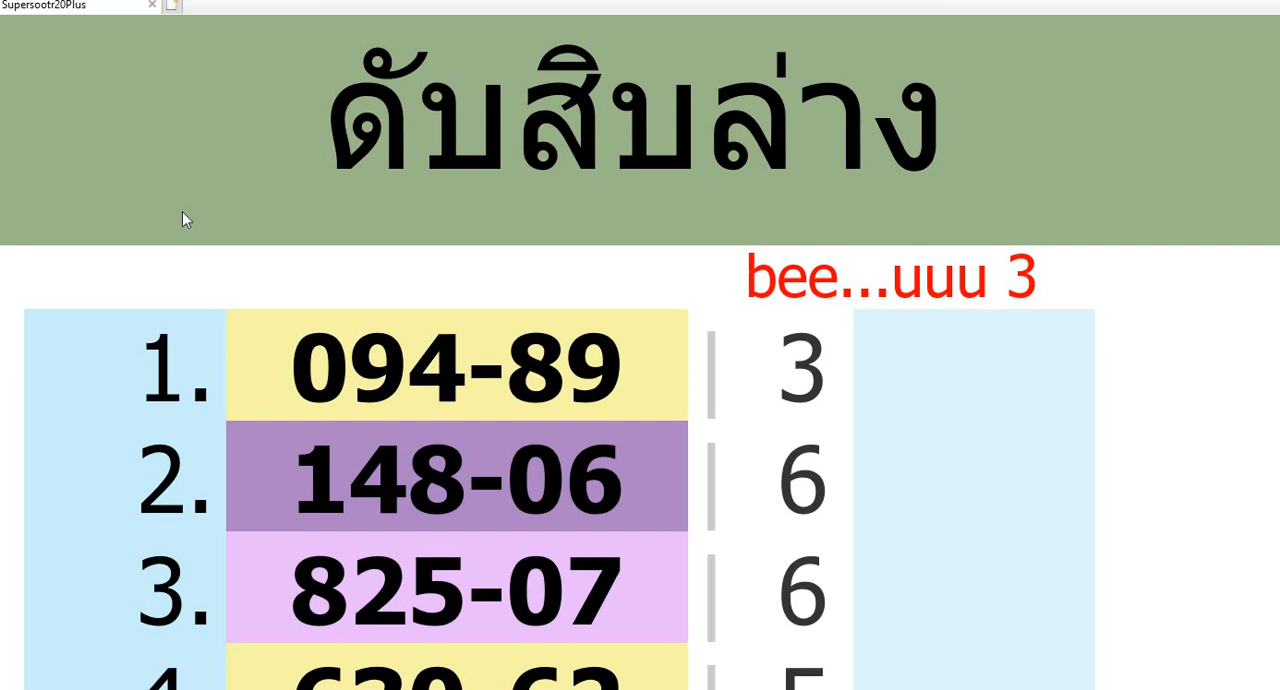 Supersootr20Plus
ดับสิบล่าง
bee...uuu 3
1. 094-89 | 3
2. 148-06 | 6
3. 825-07 | 6